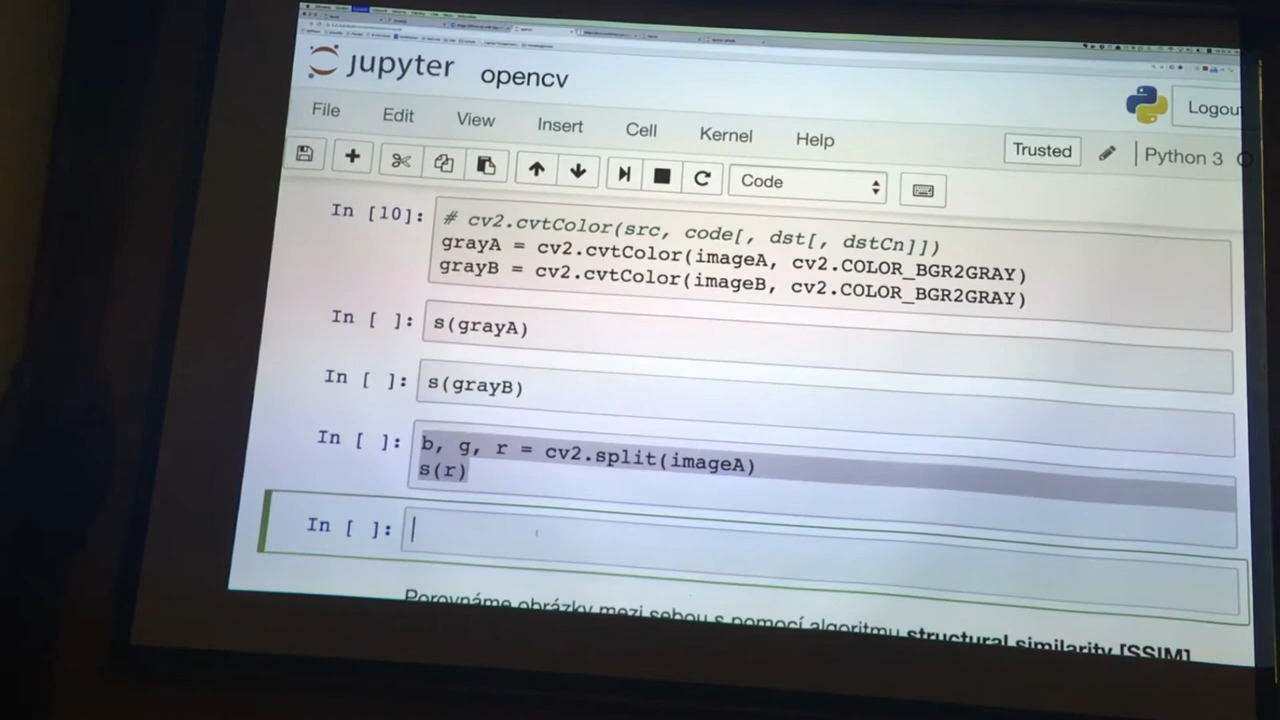 jupyter opencv
Logou
File Edit View Insert Cell Kernel Help
Trusted
Python 3
Code
In [10]:
# cv2.cvtColor(src, code[, dst[, dstCn]])
grayA = cv2.cvtColor(imageA, cv2.COLOR_BGR2GRAY)
grayB = cv2.cvtColor(imageB, cv2.COLOR_BGR2GRAY)
In [ ]: s(grayA)
In [ ]: s(grayB)
In [ ]: b, g, r = cv2.split(imageA)
s(r)
In [ ]:
Porovnáme obrázky mezi sebou s pomocí algoritmu structural similarity [SSIM]